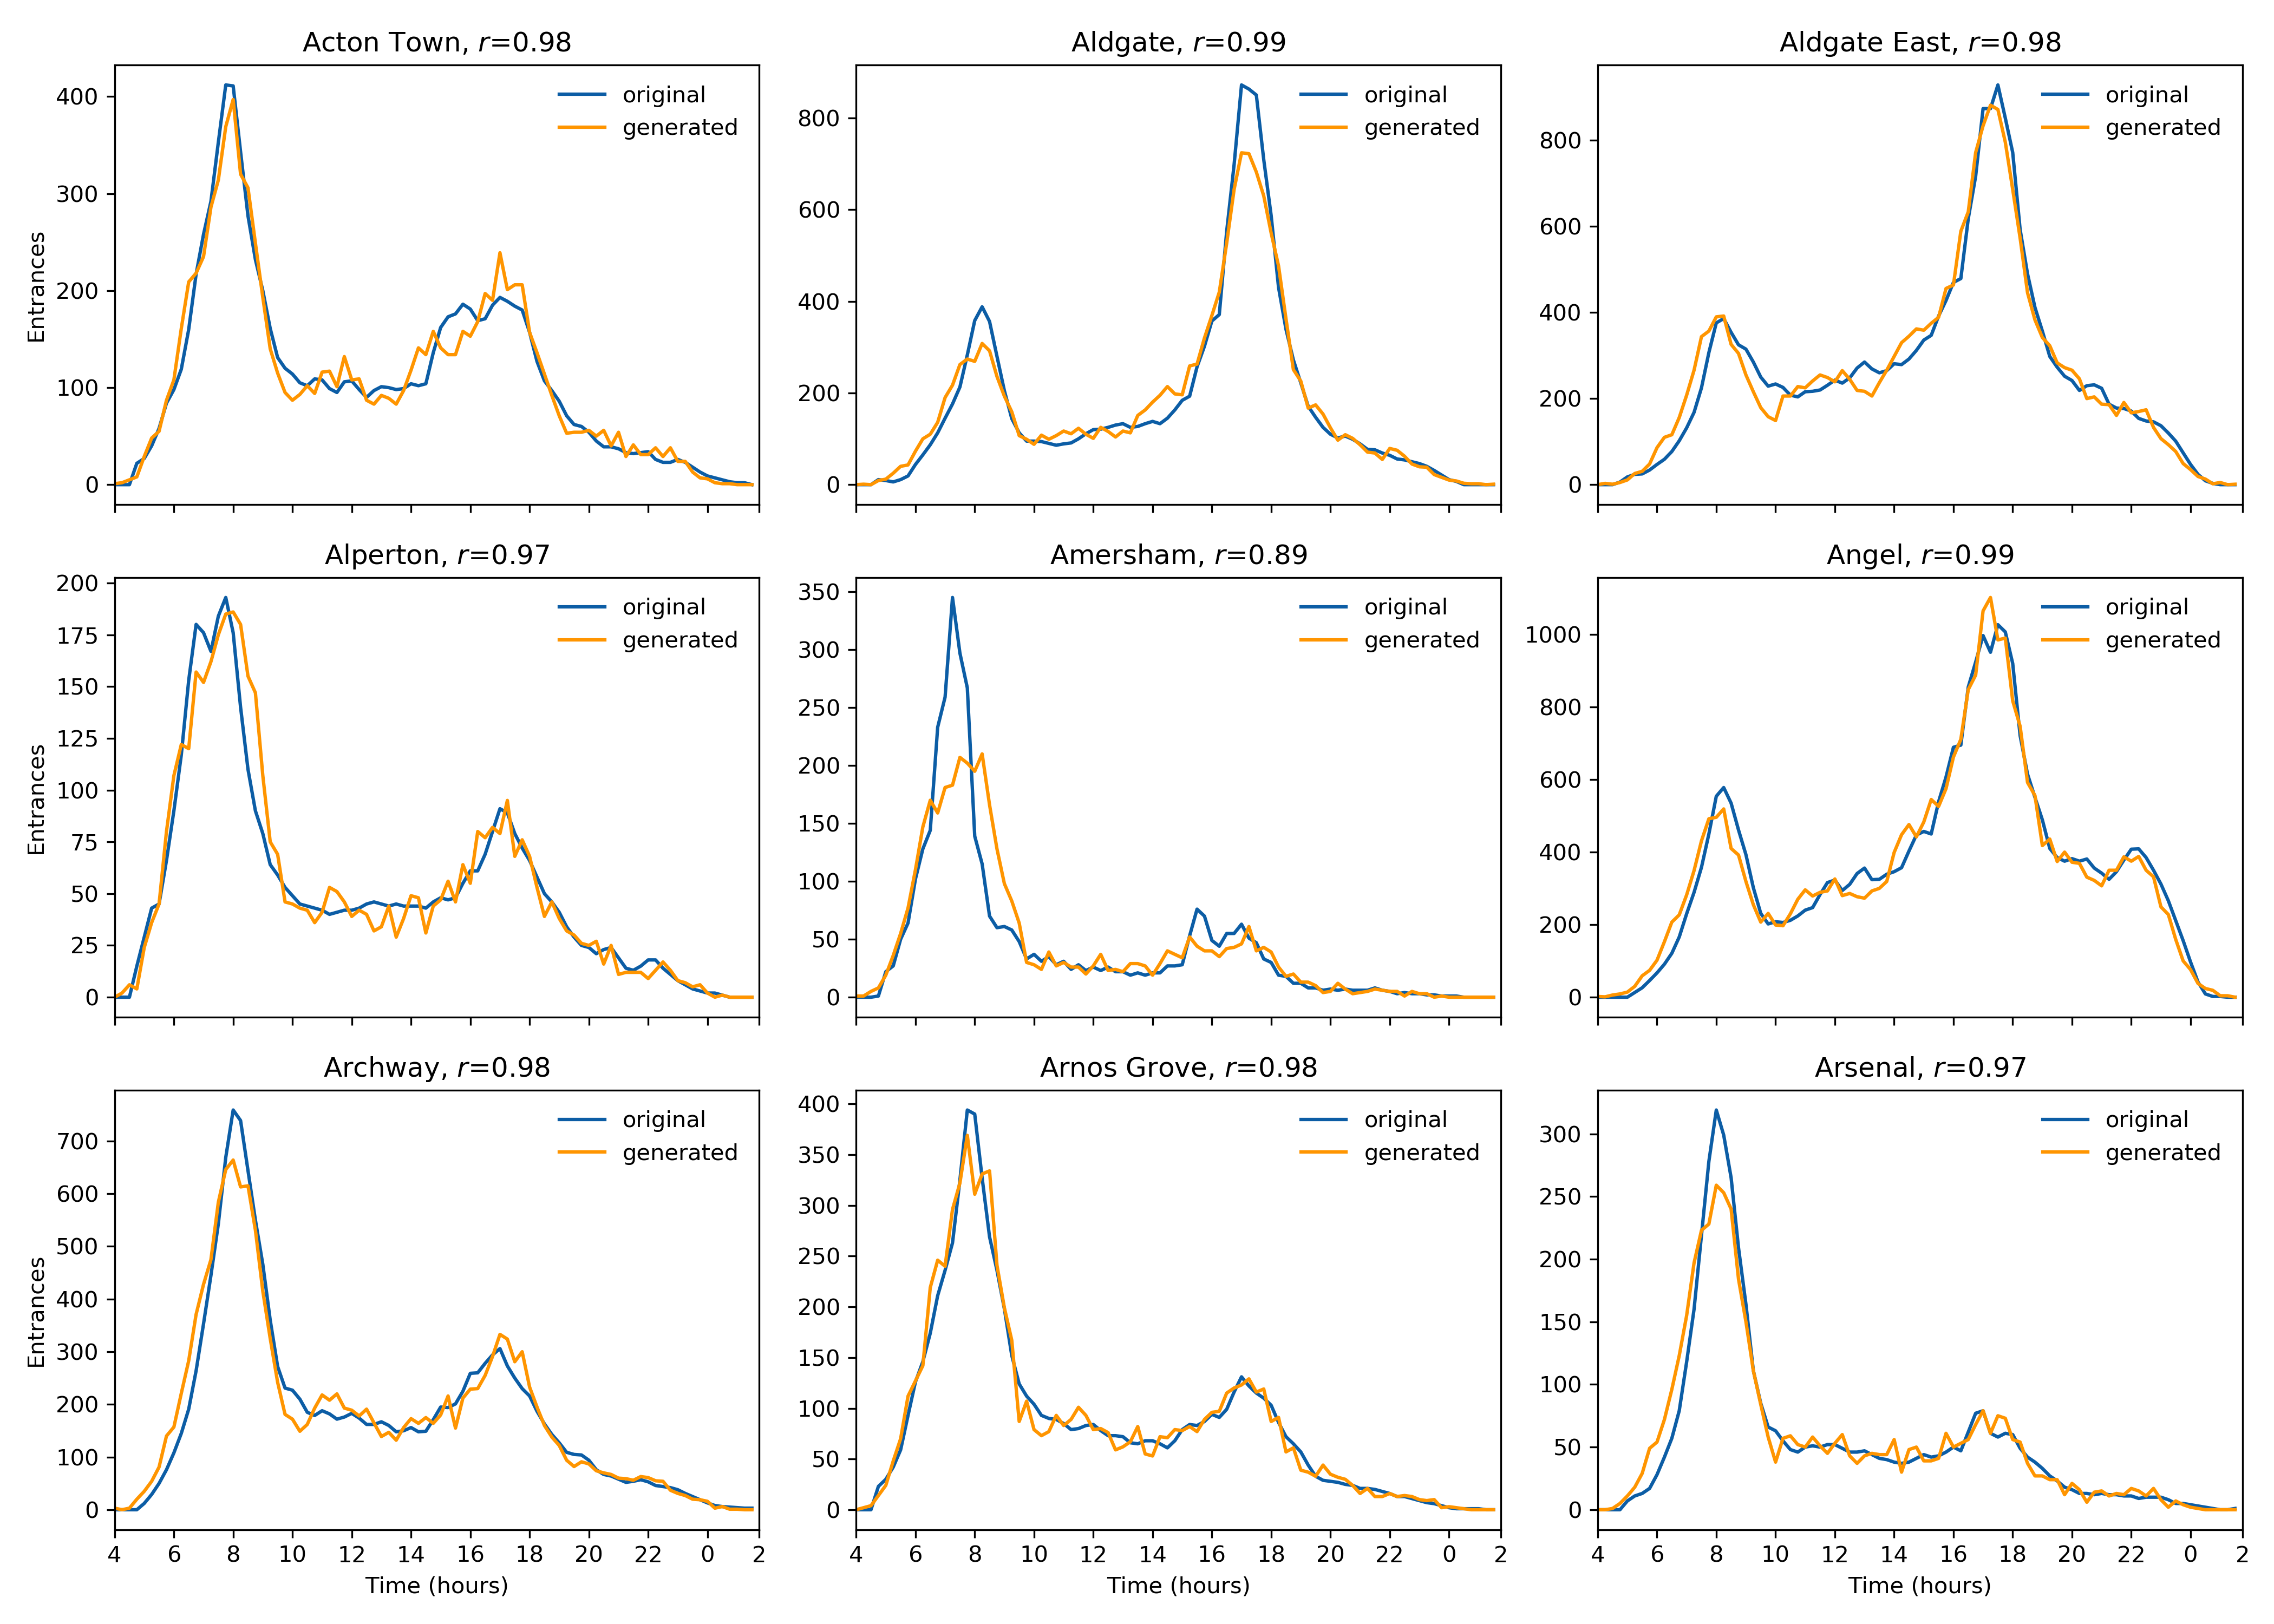 Acton Town, r=0.98
Aldgate, r=0.99
Aldgate East, r=0.98
400
300
200
100
0
Entrances
original
generated
800
600
400
200
0
original
generated
800
600
400
200
0
original
generated
Alperton, r=0.97
Amersham, r=0.89
Angel, r=0.99
200
175
150
125
100
75
50
25
0
Entrances
original
generated
350
300
250
200
150
100
50
0
original
generated
1000
800
600
400
200
0
original
generated
Archway, r=0.98
Arnos Grove, r=0.98
Arsenal, r=0.97
700
600
500
400
300
200
100
0
Entrances
original
generated
4 6 8 10 12 14 16 18 20 22 0 2
Time (hours)
400
350
300
250
200
150
100
50
0
original
generated
4 6 8 10 12 14 16 18 20 22 0 2
Time (hours)
300
250
200
150
100
50
0
original
generated
4 6 8 10 12 14 16 18 20 22 0 2
Time (hours)